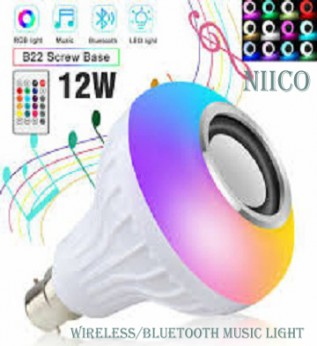 RGB light Music Bluetooth LED light
B22 Screw Base
12W
NIICO
WIRELESS/BLUETOOTH MUSIC LIGHT